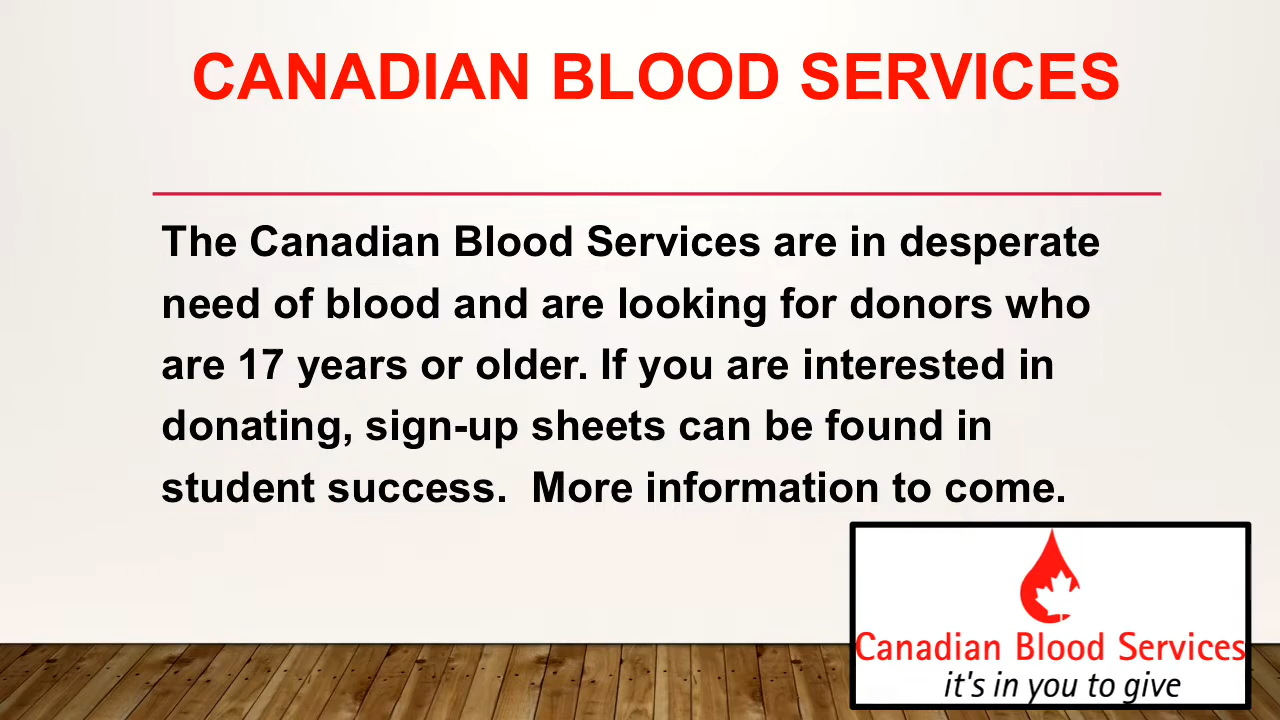 CANADIAN BLOOD SERVICES
The Canadian Blood Services are in desperate
need of blood and are looking for donors who
are 17 years or older. If you are interested in
donating, sign-up sheets can be found in
student success.  More information to come.
Canadian Blood Services
it's in you to give